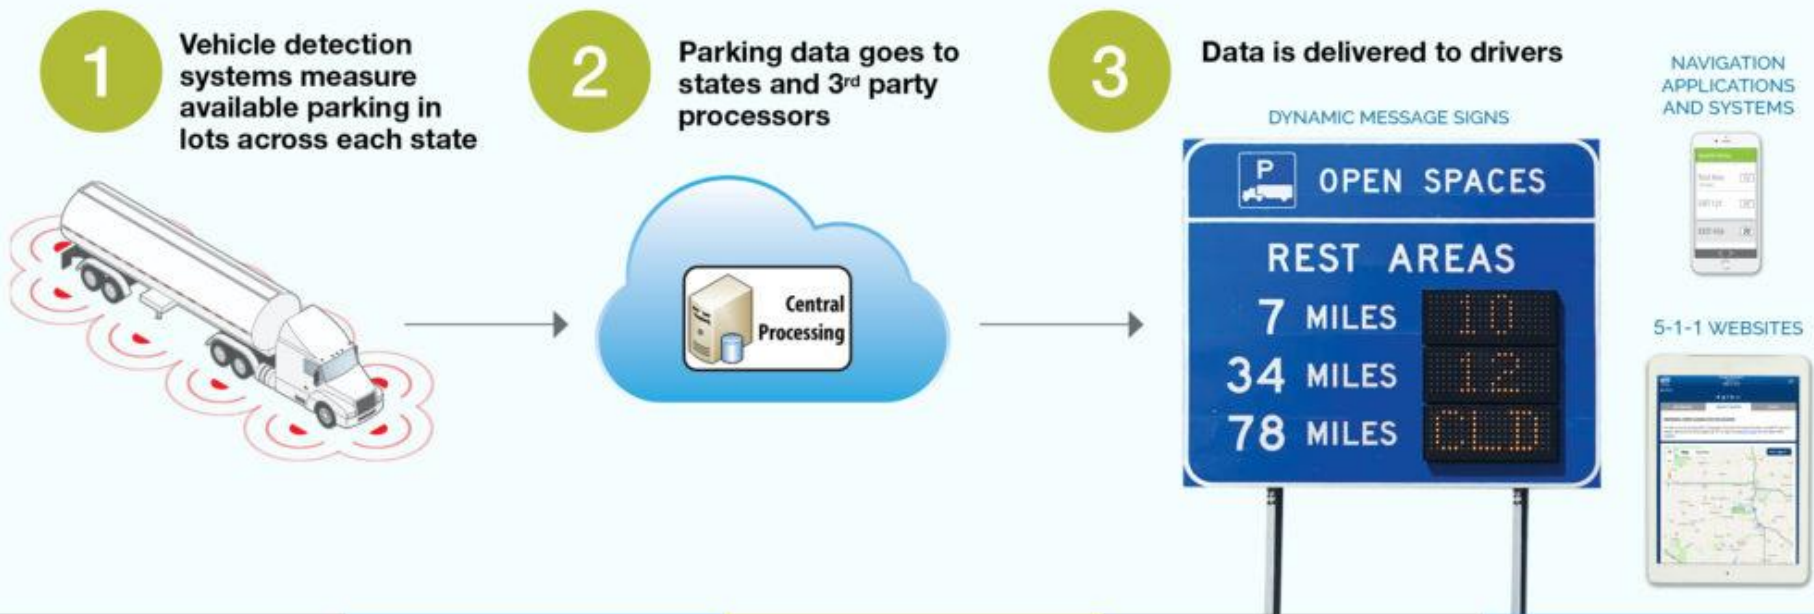 1
Vehicle detection
systems measure
available parking in
lots across each state
2
Parking data goes to
states and 3rd party
processors
Central
Processing
3
Data is delivered to drivers
DYNAMIC MESSAGE SIGNS
P
OPEN SPACES
REST AREAS
7 MILES 10
34 MILES 12
78 MILES CLD
NAVIGATION
APPLICATIONS
AND SYSTEMS
5-1-1 WEBSITES